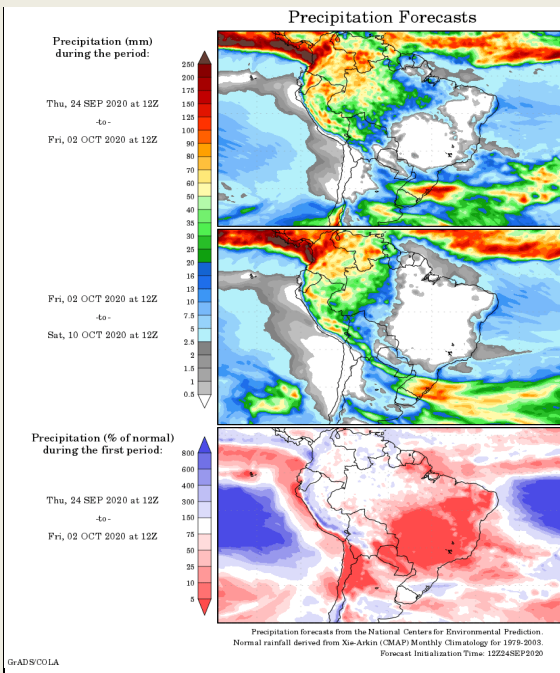 Precipitation Forecasts
Precipitation (mm)
during the period:
Thu, 24 SEP 2020 at 12Z
-to-
Fri, 02 OCT 2020 at 12Z
250
200
175
150
125
100
90
80
70
60
50
40
35
30
25
20
16
13
10
7.5
5
2.5
2
1.5
1
0.5
Fri, 02 OCT 2020 at 12Z
-to-
Sat, 10 OCT 2020 at 12Z
Precipitation (% of normal)
during the first period:
Thu, 24 SEP 2020 at 12Z
-to-
Fri, 02 OCT 2020 at 12Z
800
600
400
300
150
75
50
25
10
5
Precipitation forecasts from the National Centers for Environmental Prediction.
Normal rainfall derived from Xie-Arkin (CMAP) Monthly Climatology for 1979-2003.
Forecast Initialization Time: 12Z24SEP2020
GrADS/COLA